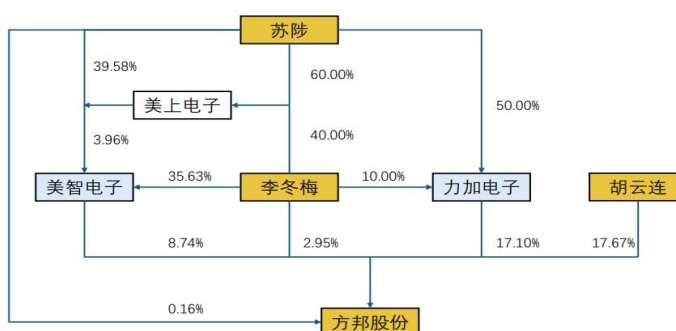 苏陟
39.58%
60.00%
美上电子
50.00%
3.96%
40.00%
美智电子
35.63%
李冬梅
10.00%
力加电子
胡云连
8.74%
2.95%
17.10%
17.67%
0.16%
方邦股份